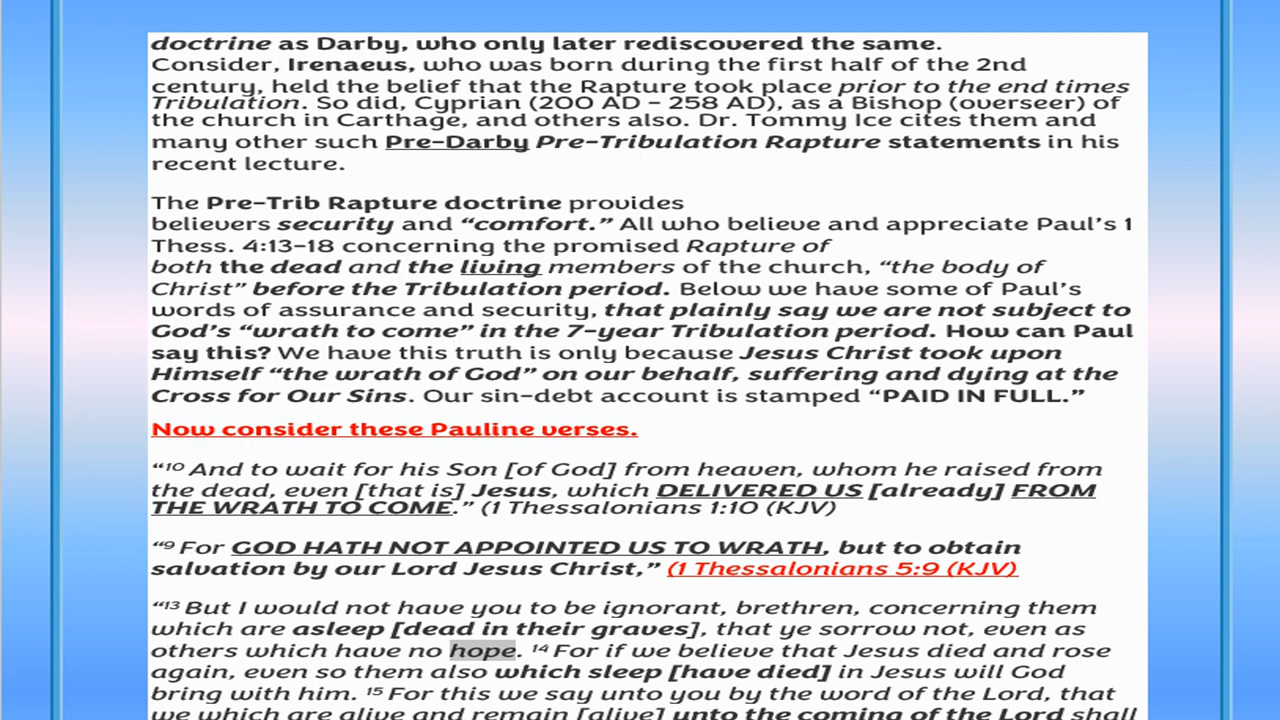 doctrine as Darby, who only later rediscovered the same.
Consider, Irenaeus, who was born during the first half of the 2nd
century, held the belief that the Rapture took place prior to the end times
Tribulation. So did, Cyprian (200 AD – 258 AD), as a Bishop (overseer) of
the church in Carthage, and others also. Dr. Tommy Ice cites them and
many other such Pre-Darby Pre-Tribulation Rapture statements in his
recent lecture.
The Pre-Trib Rapture doctrine provides
believers security and “comfort.” All who believe and appreciate Paul’s 1
Thess. 4:13-18 concerning the promised Rapture of
both the dead and the living members of the church, “the body of
Christ” before the Tribulation period. Below we have some of Paul’s
words of assurance and security, that plainly say we are not subject to
God’s “wrath to come” in the 7-year Tribulation period. How can Paul
say this? We have this truth is only because Jesus Christ took upon
Himself “the wrath of God” on our behalf, suffering and dying at the
Cross for Our Sins. Our sin-debt account is stamped “PAID IN FULL.”
Now consider these Pauline verses.
“¹⁰ And to wait for his Son [of God] from heaven, whom he raised from
the dead, even [that is] Jesus, which DELIVERED US [already] FROM
THE WRATH TO COME.” (1 Thessalonians 1:10 (KJV)
“⁹ For GOD HATH NOT APPOINTED US TO WRATH, but to obtain
salvation by our Lord Jesus Christ,” (1 Thessalonians 5:9 (KJV)
“¹³ But I would not have you to be ignorant, brethren, concerning them
which are asleep [dead in their graves], that ye sorrow not, even as
others which have no hope. ¹⁴ For if we believe that Jesus died and rose
again, even so them also which sleep [have died] in Jesus will God
bring with him. ¹⁵ For this we say unto you by the word of the Lord, that
we which are alive and remain [alive] unto the coming of the Lord shall